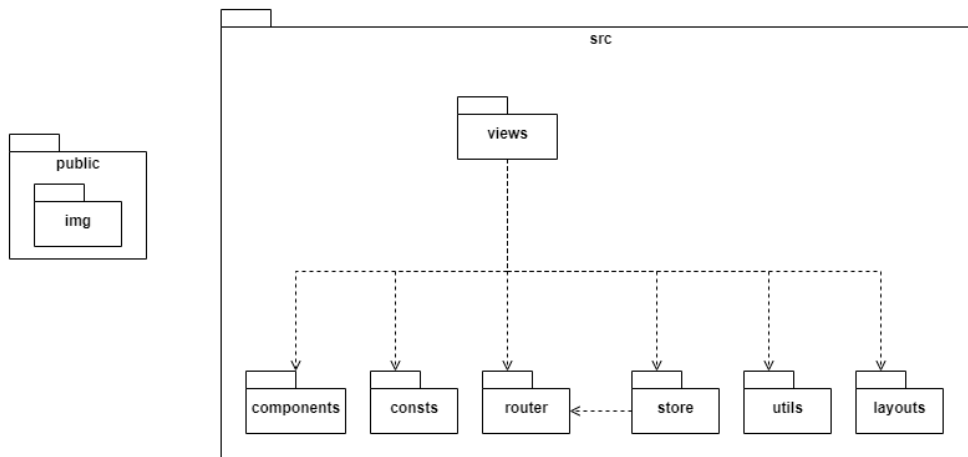 src
views
public
img
components
consts
router
store
utils
layouts